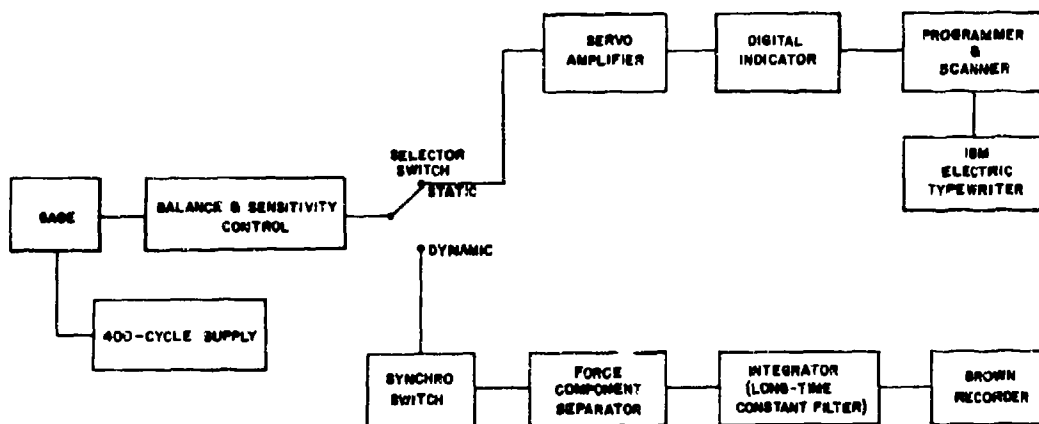 SERVO
AMPLIFIER
DIGITAL
INDICATOR
PROGRAMMER
&
SCANNER
IBM
ELECTRIC
TYPEWRITER
SELECTOR
SWITCH
STATIC
GAGE
BALANCE & SENSITIVITY
CONTROL
DYNAMIC
400-CYCLE SUPPLY
SYNCHRO
SWITCH
FORCE
COMPONENT
SEPARATOR
INTEGRATOR
(LONG-TIME
CONSTANT FILTER)
BROWN
RECORDER